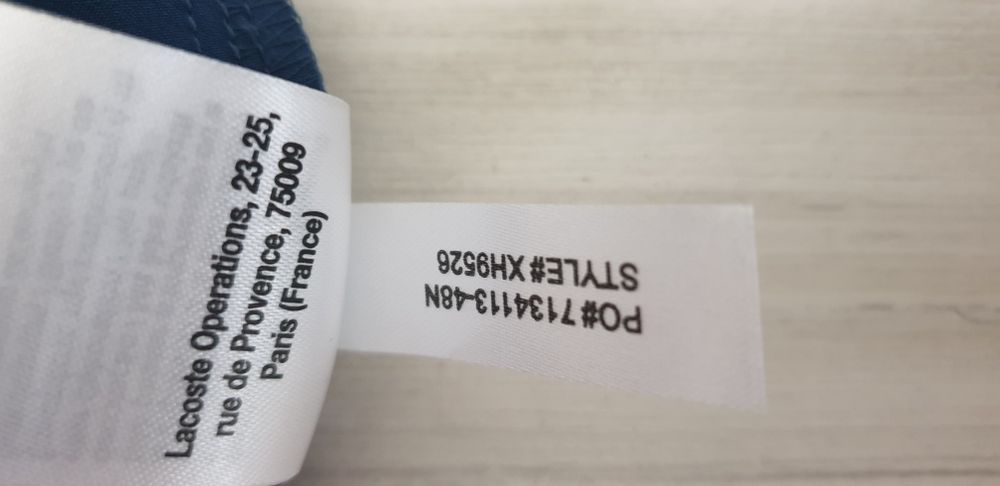 Lacoste Operations, 23-25,
rue de Provence, 75009
Paris (France)
PO#7134113-48N
STYLE# XH9526